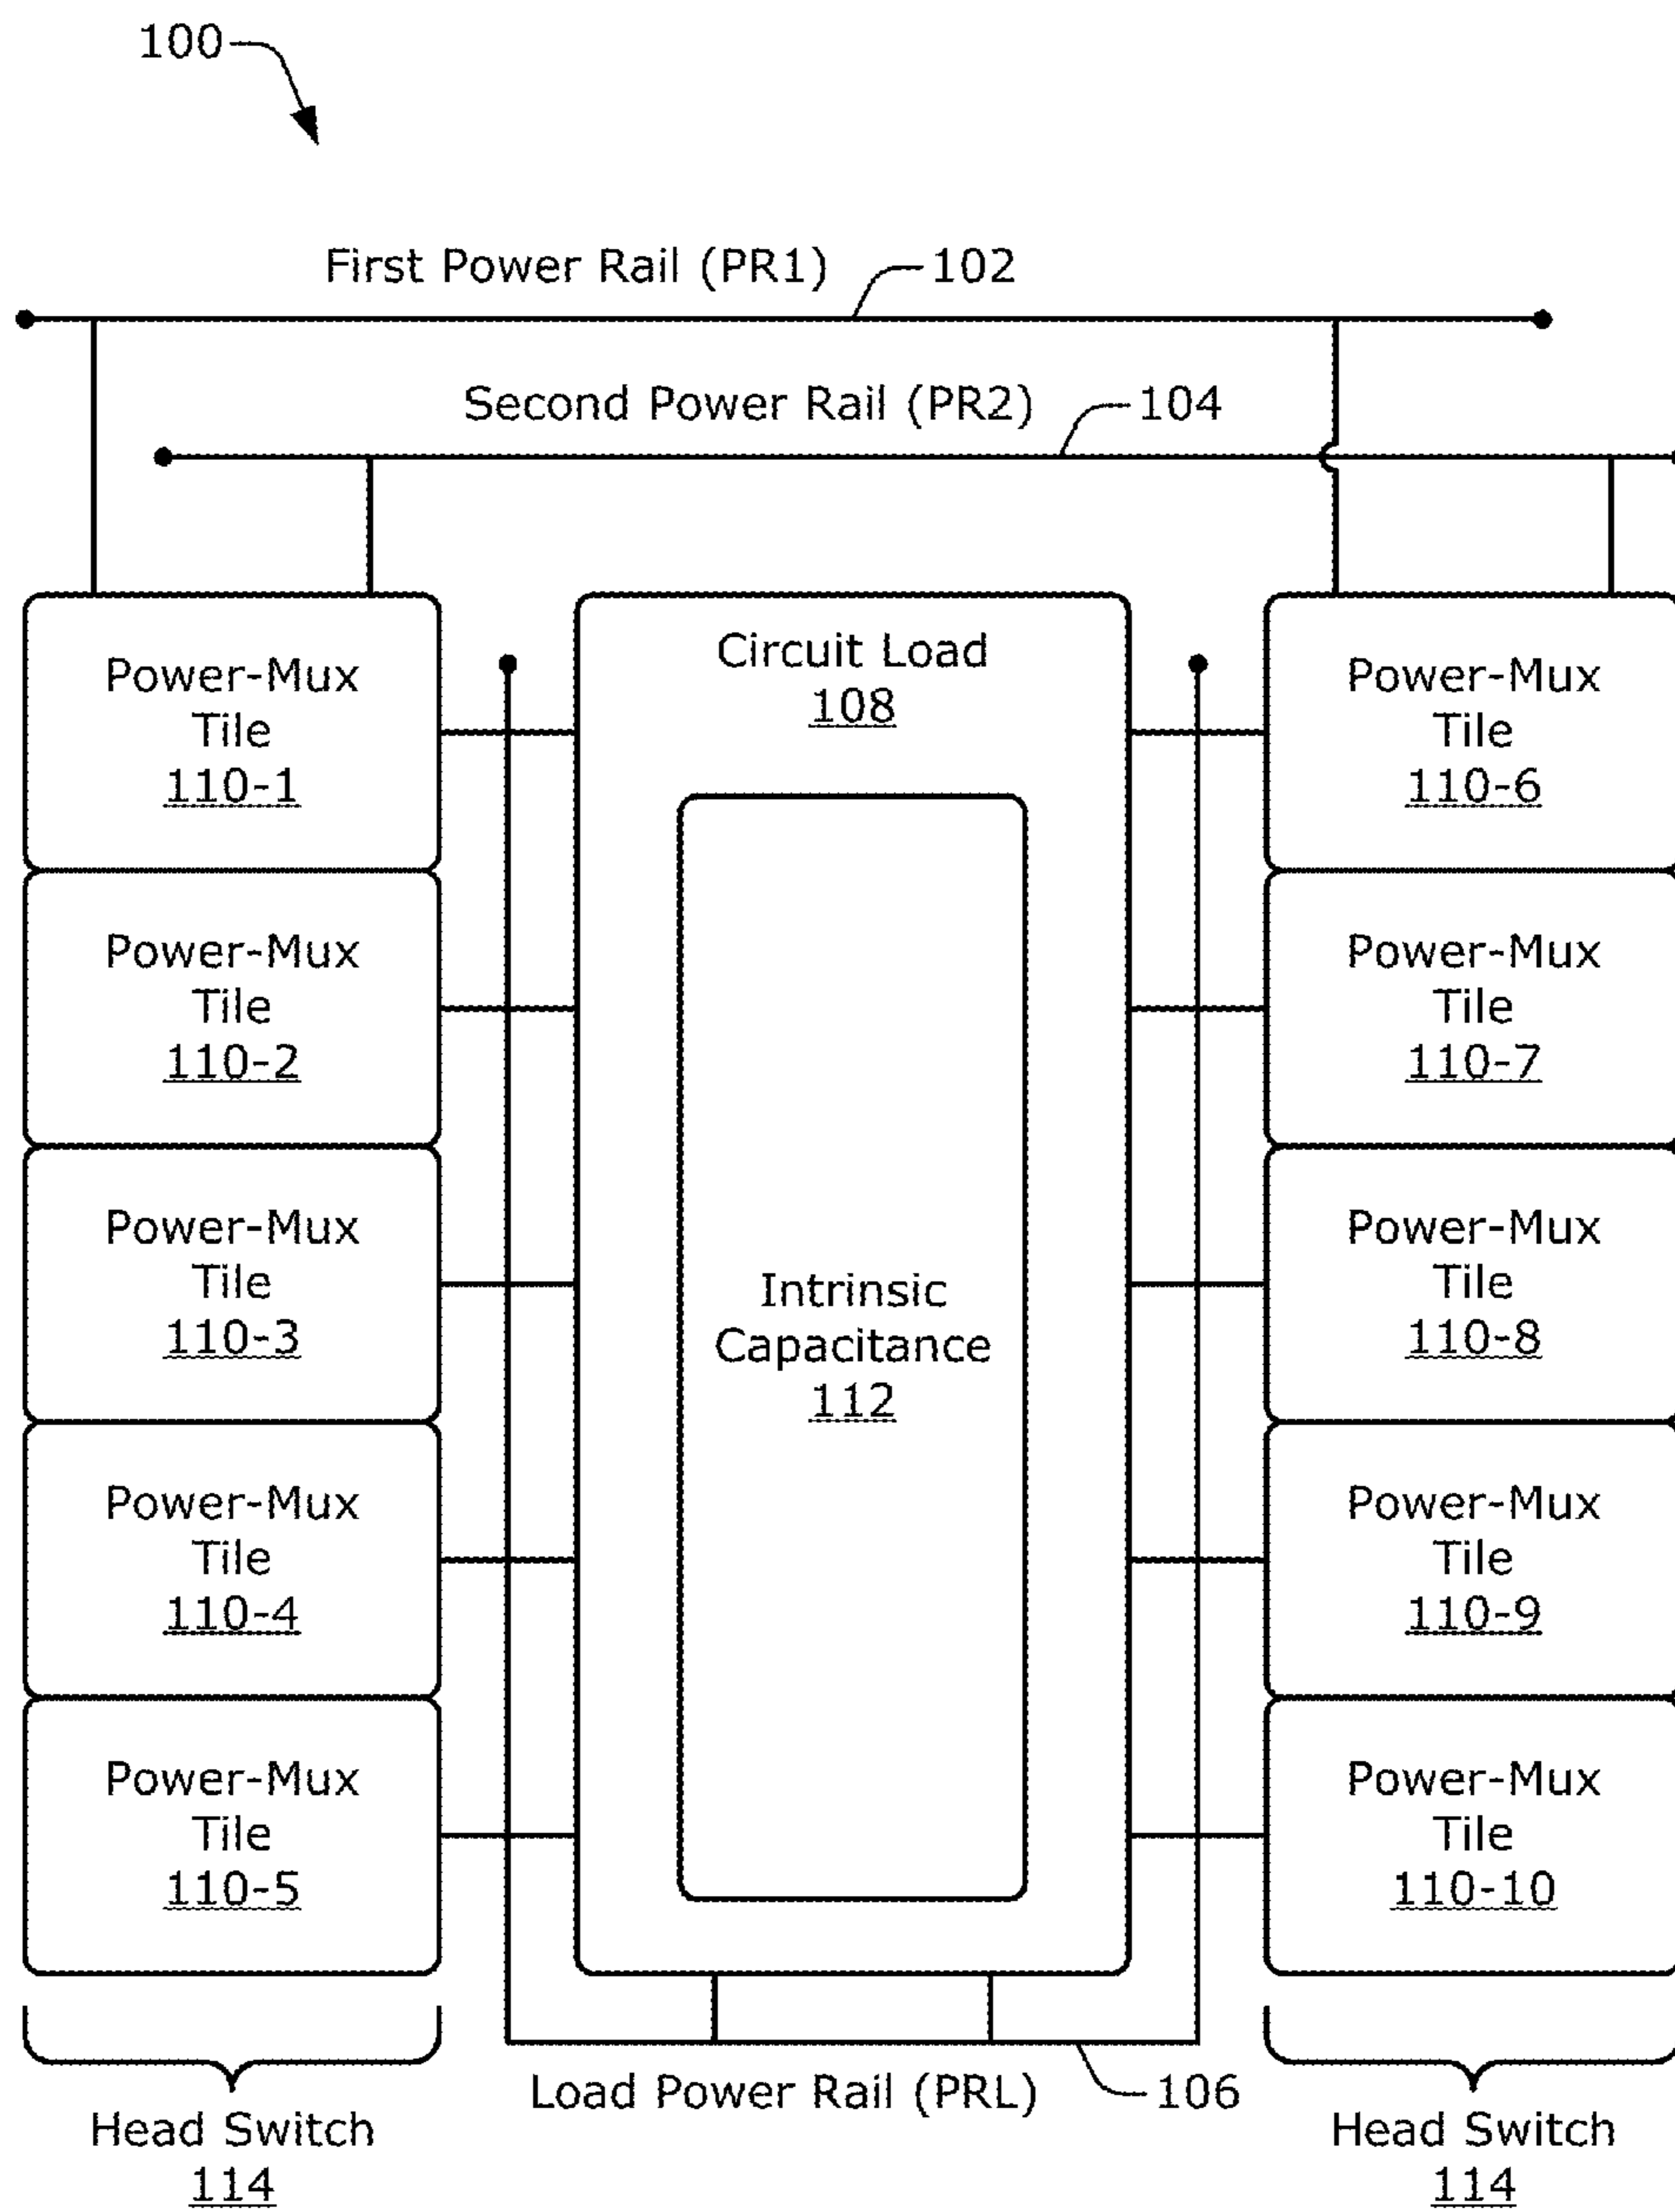 100
First Power Rail (PR1) 102
Second Power Rail (PR2) 104
Power-Mux
Tile
110-1
Power-Mux
Tile
110-2
Power-Mux
Tile
110-3
Power-Mux
Tile
110-4
Power-Mux
Tile
110-5
Circuit Load
108
Intrinsic
Capacitance
112
Power-Mux
Tile
110-6
Power-Mux
Tile
110-7
Power-Mux
Tile
110-8
Power-Mux
Tile
110-9
Power-Mux
Tile
110-10
Load Power Rail (PRL) 106
Head Switch
114
Head Switch
114